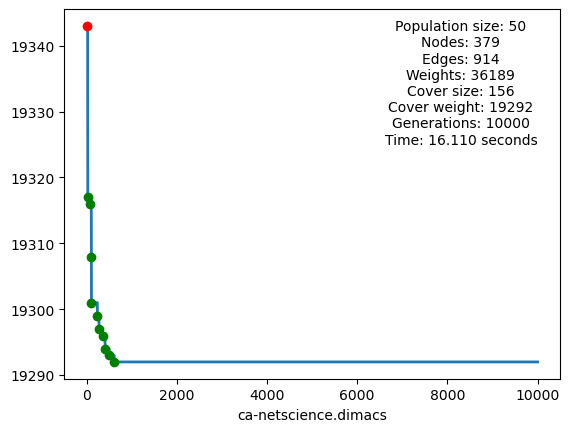 Population size: 50
Nodes: 379
Edges: 914
Weights: 36189
Cover size: 156
Cover weight: 19292
Generations: 10000
Time: 16.110 seconds
19340
19330
19320
19310
19300
19290
0 2000 4000 6000 8000 10000
ca-netscience.dimacs